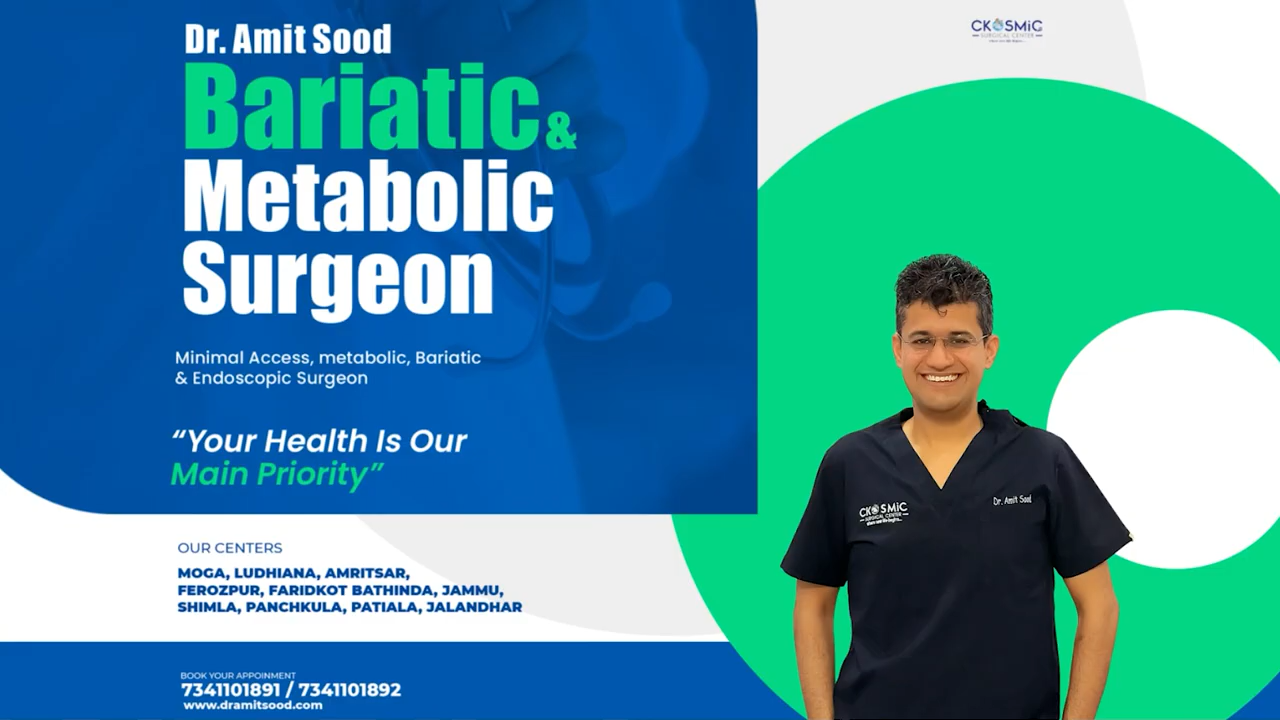 Dr. Amit Sood
Bariatic &
Metabolic
Surgeon
Minimal Access, metabolic, Bariatic
& Endoscopic Surgeon
“Your Health Is Our
Main Priority”
OUR CENTERS
MOGA, LUDHIANA, AMRITSAR,
FEROZPUR, FARIDKOT BATHINDA, JAMMU,
SHIMLA, PANCHKULA, PATIALA, JALANDHAR
BOOK YOUR APPOINMENT
7341101891 / 7341101892
www.dramitsood.com
CKOSMiC
SURGICAL CENTER
CKOSMiC
SURGICAL CENTER
Dr. Amit Sood